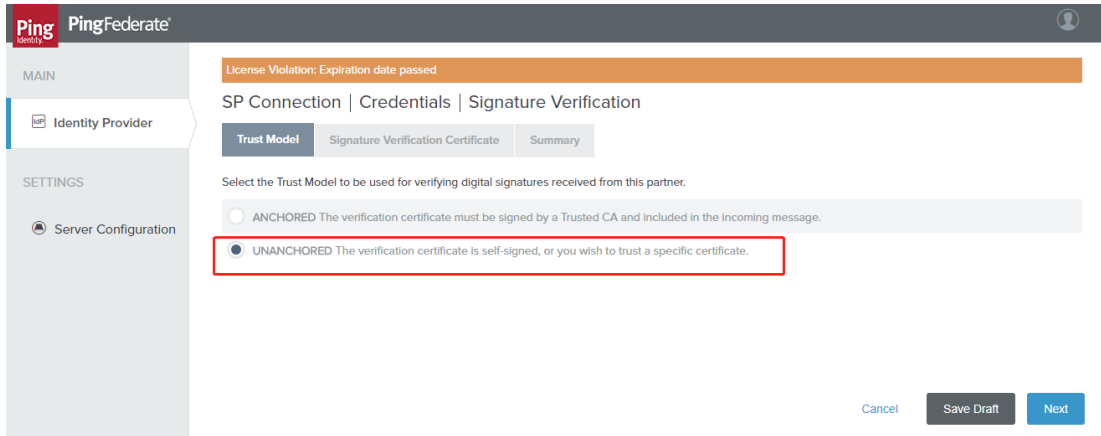 Ping
Identity.
PingFederate®
MAIN
IdP Identity Provider
SETTINGS
Server Configuration
License Violation: Expiration date passed
SP Connection | Credentials | Signature Verification
Trust Model Signature Verification Certificate Summary
Select the Trust Model to be used for verifying digital signatures received from this partner.
ANCHORED The verification certificate must be signed by a Trusted CA and included in the incoming message.
UNANCHORED The verification certificate is self-signed, or you wish to trust a specific certificate.
Cancel Save Draft Next